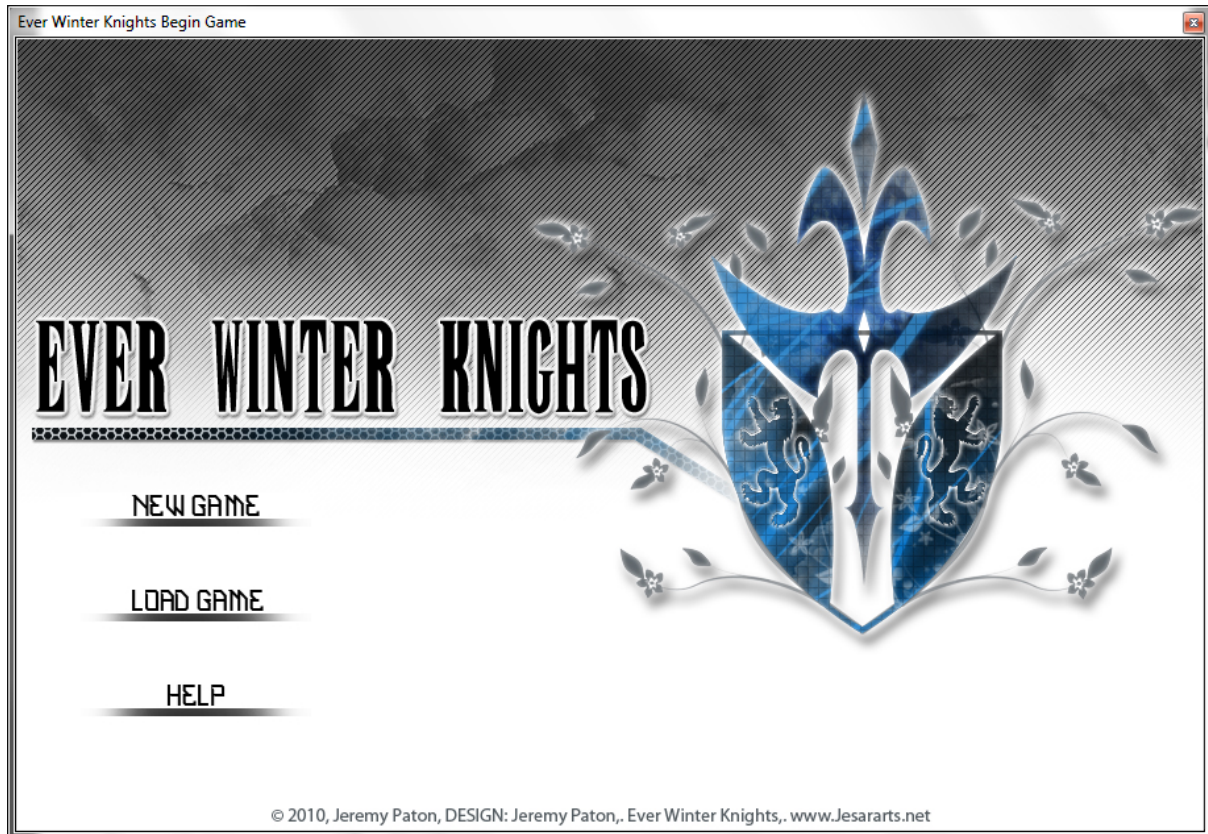 Ever Winter Knights Begin Game
EVER WINTER KNIGHTS
NEW GAME
LOAD GAME
HELP
© 2010, Jeremy Paton, DESIGN: Jeremy Paton,. Ever Winter Knights,. www.Jesararts.net